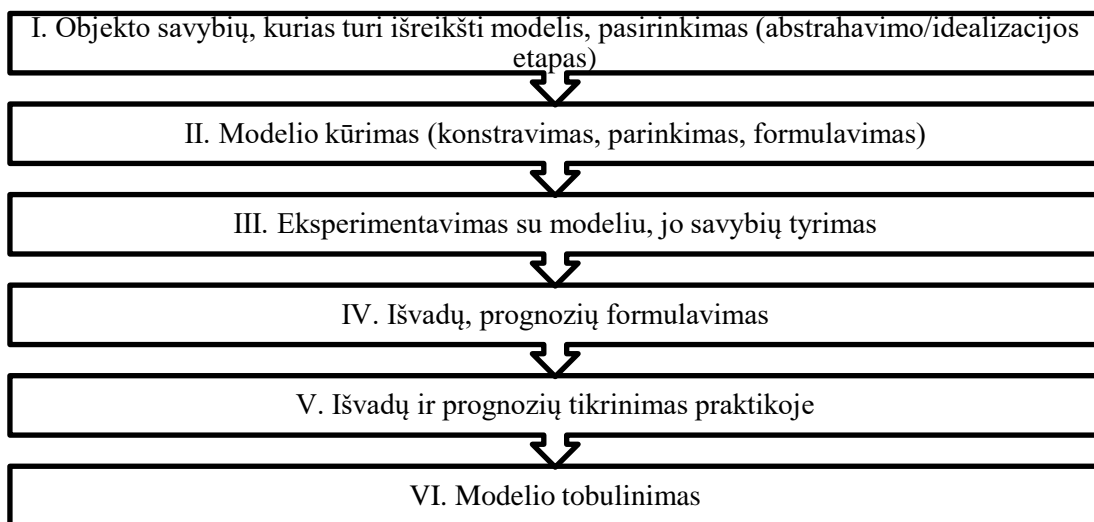 I. Objekto savybių, kurias turi išreikšti modelis, pasirinkimas (abstrahavimo/idealizacijos
etapas)
II. Modelio kūrimas (konstravimas, parinkimas, formulavimas)
III. Eksperimentavimas su modeliu, jo savybių tyrimas
IV. Išvadų, prognozių formulavimas
V. Išvadų ir prognozių tikrinimas praktikoje
VI. Modelio tobulinimas